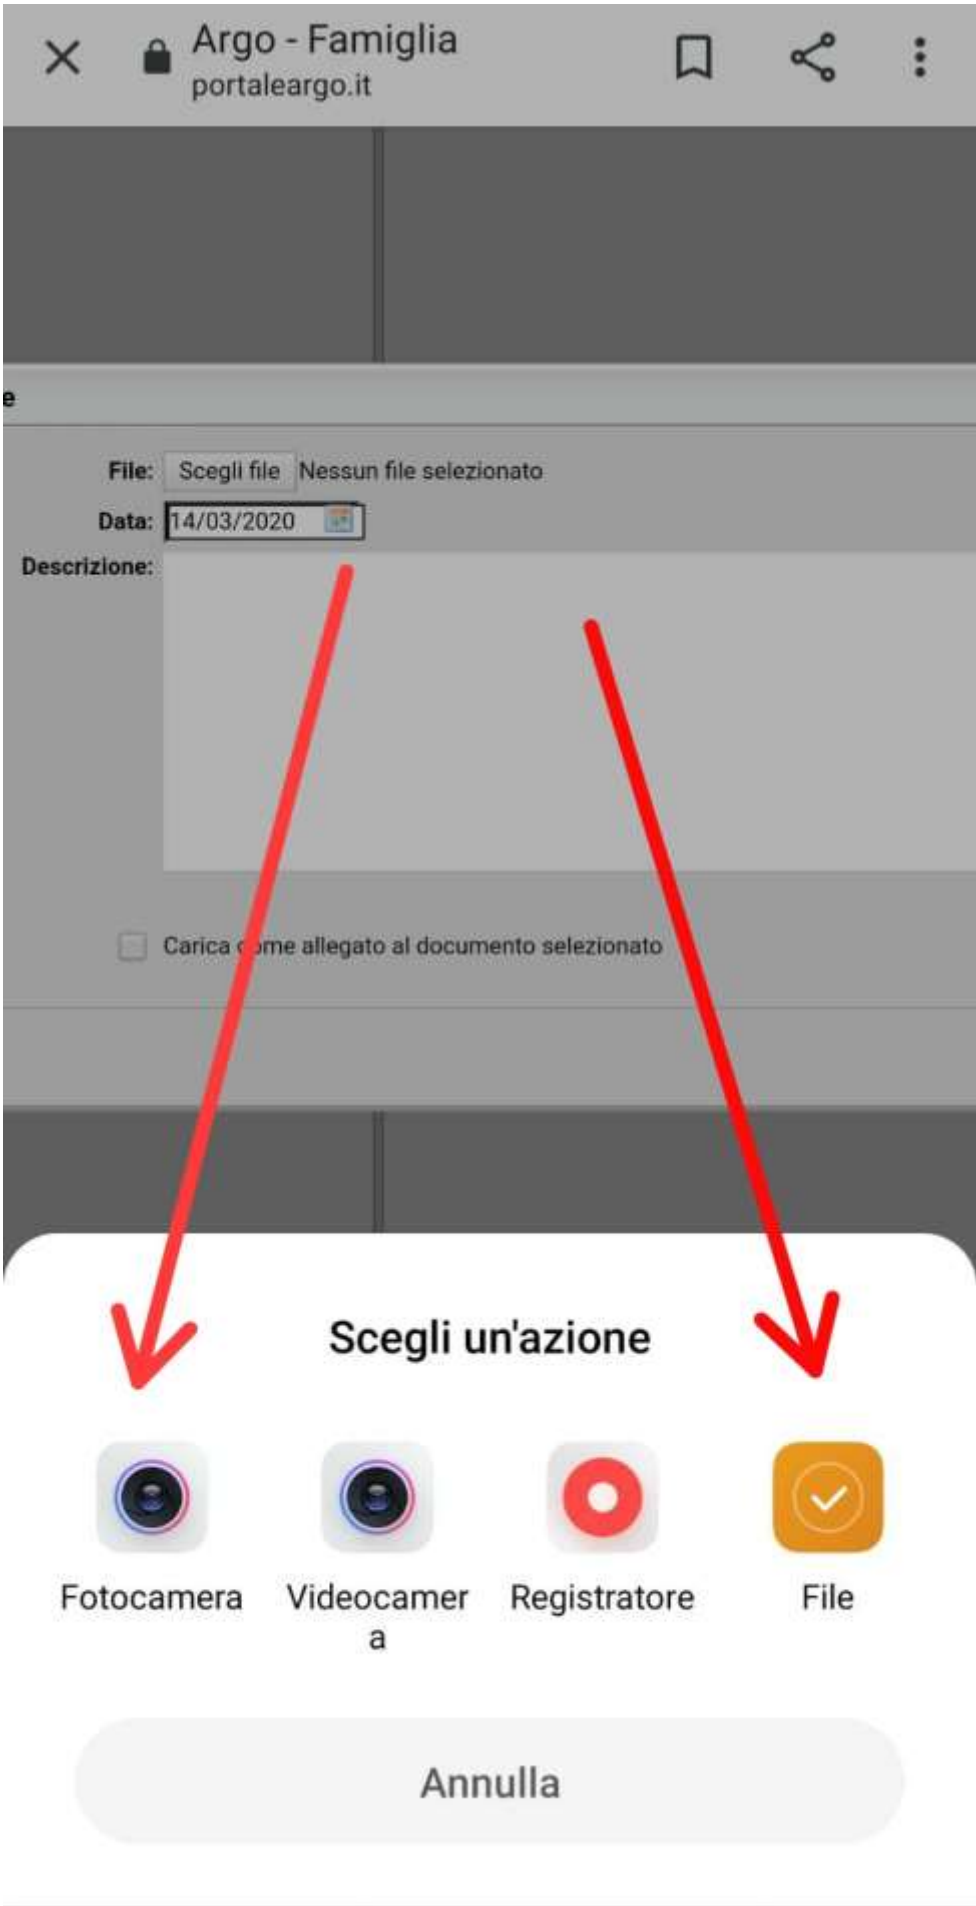 Argo - Famiglia
portaleargo.it
e
File: Scegli file Nessun file selezionato
Data: 14/03/2020
Descrizione:
Carica come allegato al documento selezionato
Scegli un'azione
Fotocamera Videocamer Registratore File
a
Annulla